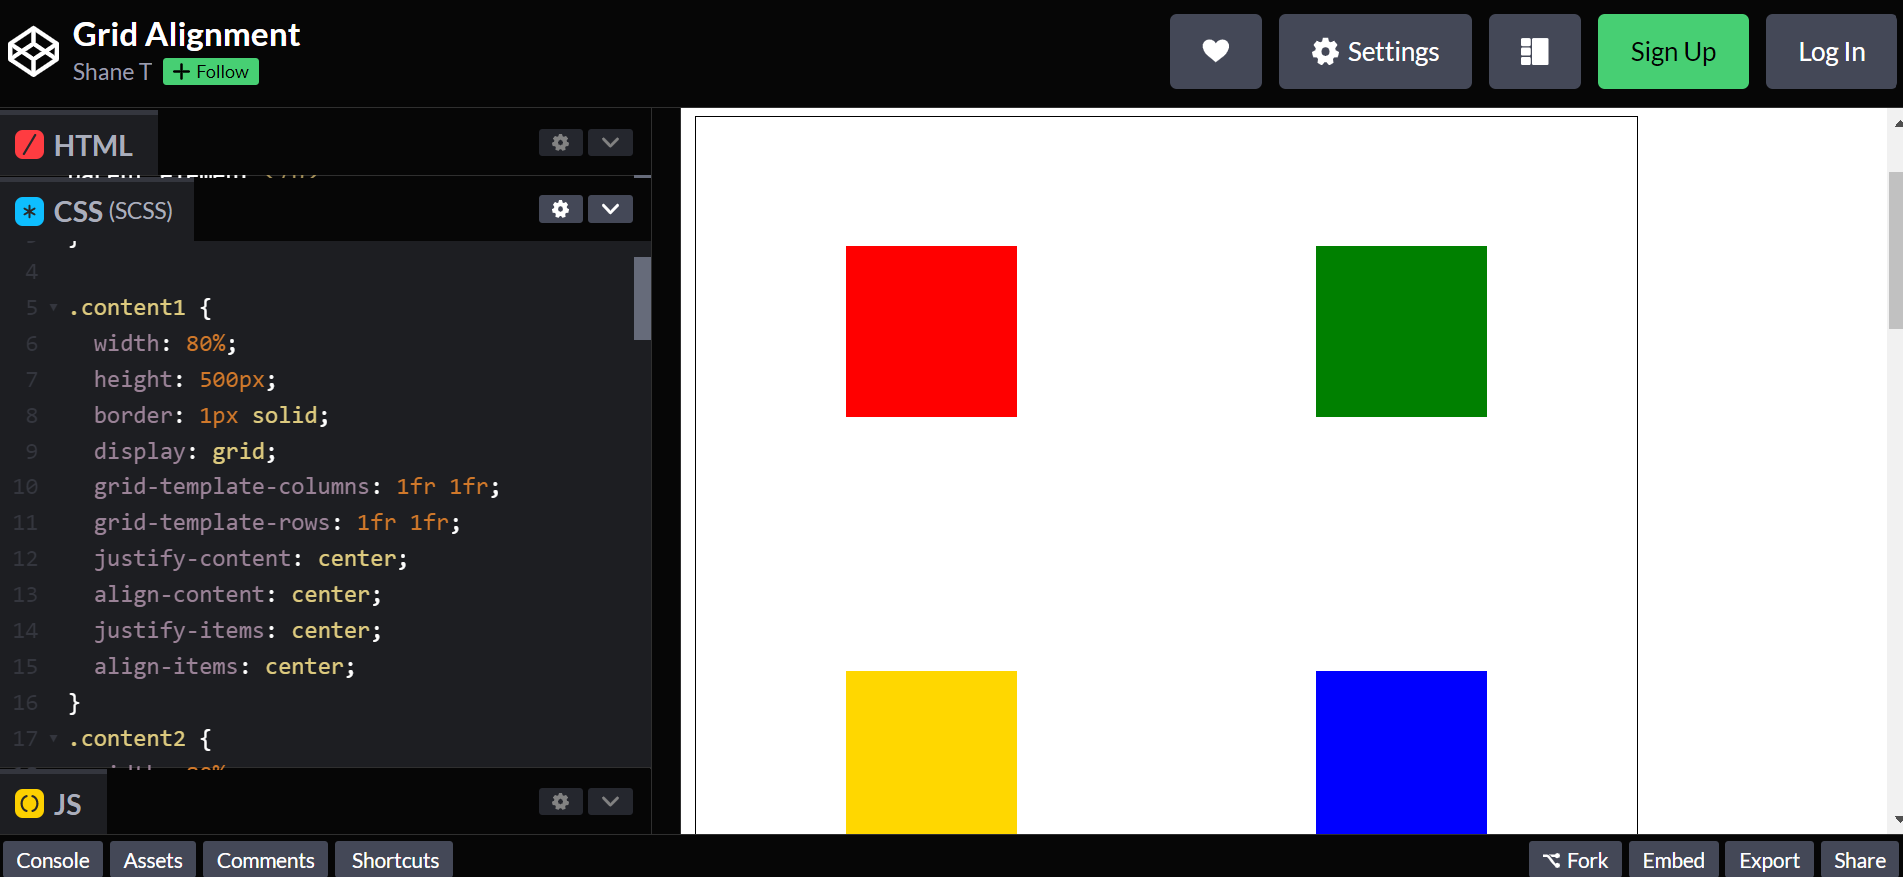 Grid Alignment
Shane T
+ Follow
Settings
Sign Up
Log In
HTML
parent element
CSS (SCSS)
4
5 .content1 {
6 width: 80%;
7 height: 500px;
8 border: 1px solid;
9 display: grid;
10 grid-template-columns: 1fr 1fr;
11 grid-template-rows: 1fr 1fr;
12 justify-content: center;
13 align-content: center;
14 justify-items: center;
15 align-items: center;
16 }
17 .content2 {
JS
Console Assets Comments Shortcuts Fork Embed Export Share